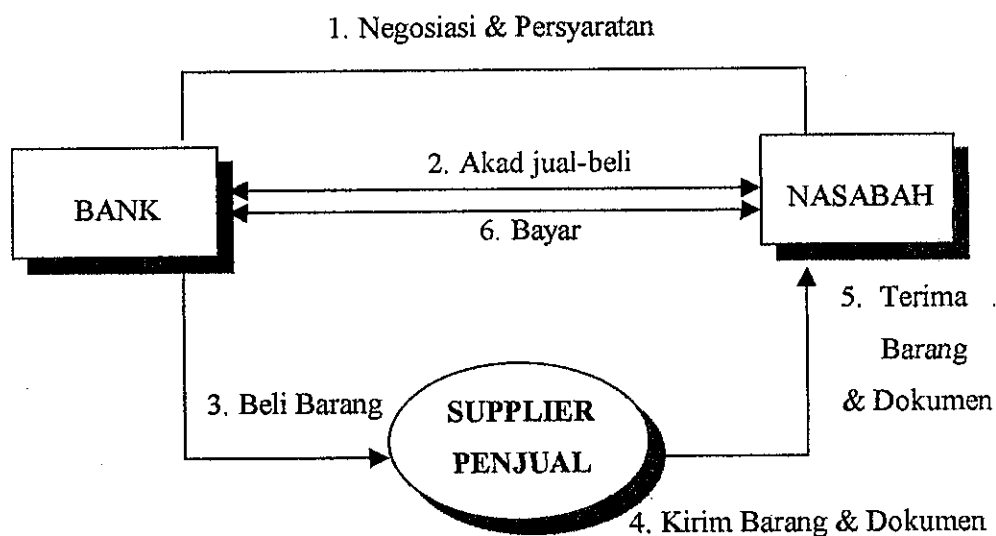 1. Negosiasi & Persyaratan
BANK
2. Akad jual-beli
NASABAH
6. Bayar
5. Terima
Barang
& Dokumen
3. Beli Barang
SUPPLIER
PENJUAL
4. Kirim Barang & Dokumen